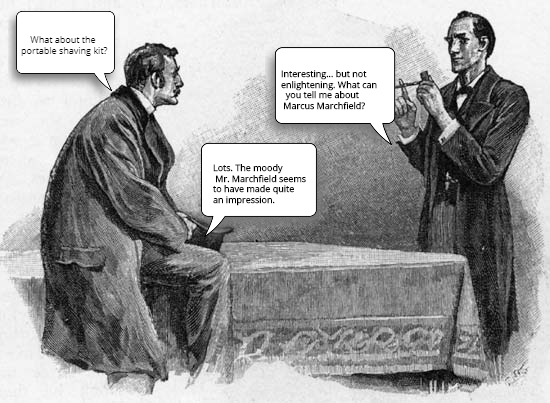 What about the
portable shaving kit?
Interesting... but not
enlightening. What can
you tell me about
Marcus Marchfield?
Lots. The moody
Mr. Marchfield seems
to have made quite
an impression.